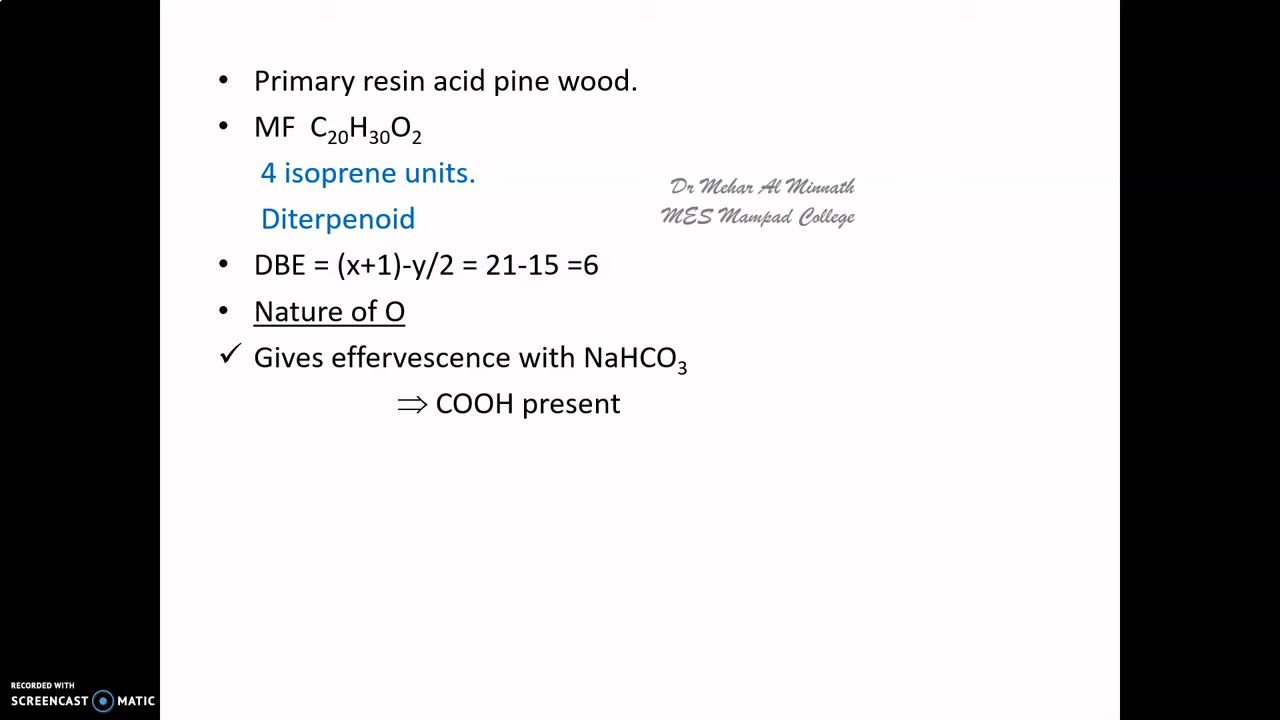 • Primary resin acid pine wood.
• MF C₂₀H₃₀O₂
4 isoprene units.
Dr Mehar Al Minnath
MES Mampad College
Diterpenoid
• DBE = (x+1)-y/2 = 21-15 =6
• Nature of O
✓ Gives effervescence with NaHCO₃
⇒ COOH present
RECORDED WITH
SCREENCAST MATIC